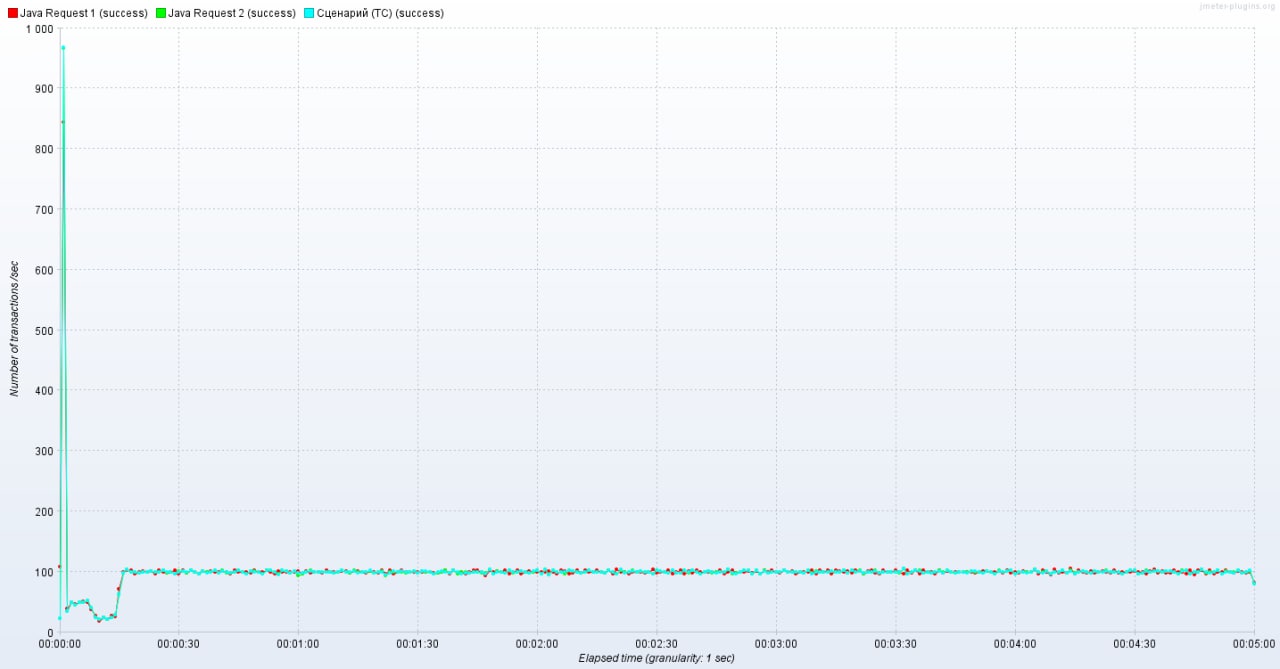 jmeter-plugins.org
Java Request 1 (success) Java Request 2 (success) Сценарий (TC) (success)
1 000
900
800
700
600
500
400
300
200
100
0
Number of transactions /sec
00:00:00 00:00:30 00:01:00 00:01:30 00:02:00 00:02:30 00:03:00 00:03:30 00:04:00 00:04:30 00:05:00
Elapsed time (granularity: 1 sec)